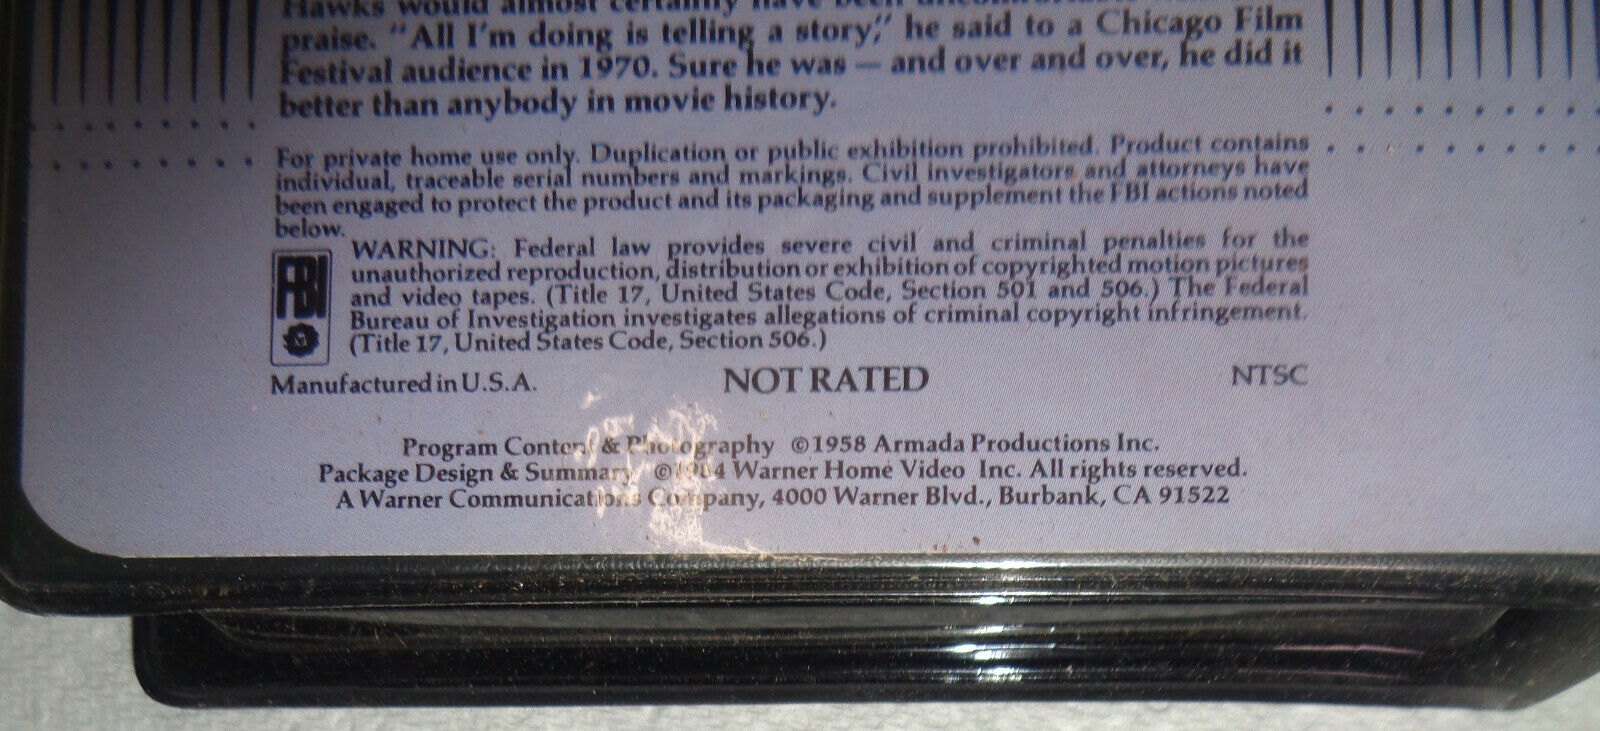 Hawks would almost certainly have been
praise. "All I'm doing is telling a story," he said to a Chicago Film
Festival audience in 1970. Sure he was — and over and over, he did it
better than anybody in movie history.
For private home use only. Duplication or public exhibition prohibited. Product contains
individual, traceable serial numbers and markings. Civil investigators and attorneys have
been engaged to protect the product and its packaging and supplement the FBI actions noted
below.
FBI
WARNING: Federal law provides severe civil and criminal penalties for the
unauthorized reproduction, distribution or exhibition of copyrighted motion pictures
and video tapes. (Title 17, United States Code, Section 501 and 506.) The Federal
Bureau of Investigation investigates allegations of criminal copyright infringement.
(Title 17, United States Code, Section 506.)
Manufactured in U.S.A. NOT RATED NTSC
Program Content & Photography ©1958 Armada Productions Inc.
Package Design & Summary ©1984 Warner Home Video Inc. All rights reserved.
A Warner Communications Company, 4000 Warner Blvd., Burbank, CA 91522